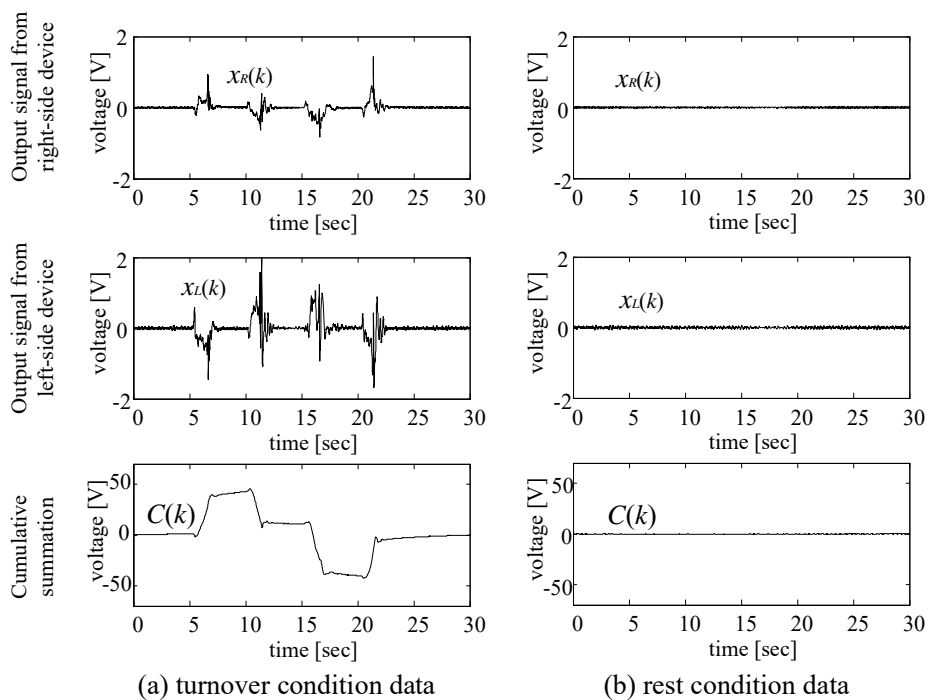 Output signal from
right-side device
voltage [V]
2
0
-2
xR(k)
0 5 10 15 20 25 30
time [sec]
voltage [V]
2
0
-2
xR(k)
0 5 10 15 20 25 30
time [sec]
Output signal from
left-side device
voltage [V]
2
0
-2
xL(k)
0 5 10 15 20 25 30
time [sec]
voltage [V]
2
0
-2
xL(k)
0 5 10 15 20 25 30
time [sec]
Cumulative
summation
voltage [V]
50
0
-50
C(k)
0 5 10 15 20 25 30
time [sec]
voltage [V]
50
0
-50
C(k)
0 5 10 15 20 25 30
time [sec]
(a) turnover condition data
(b) rest condition data